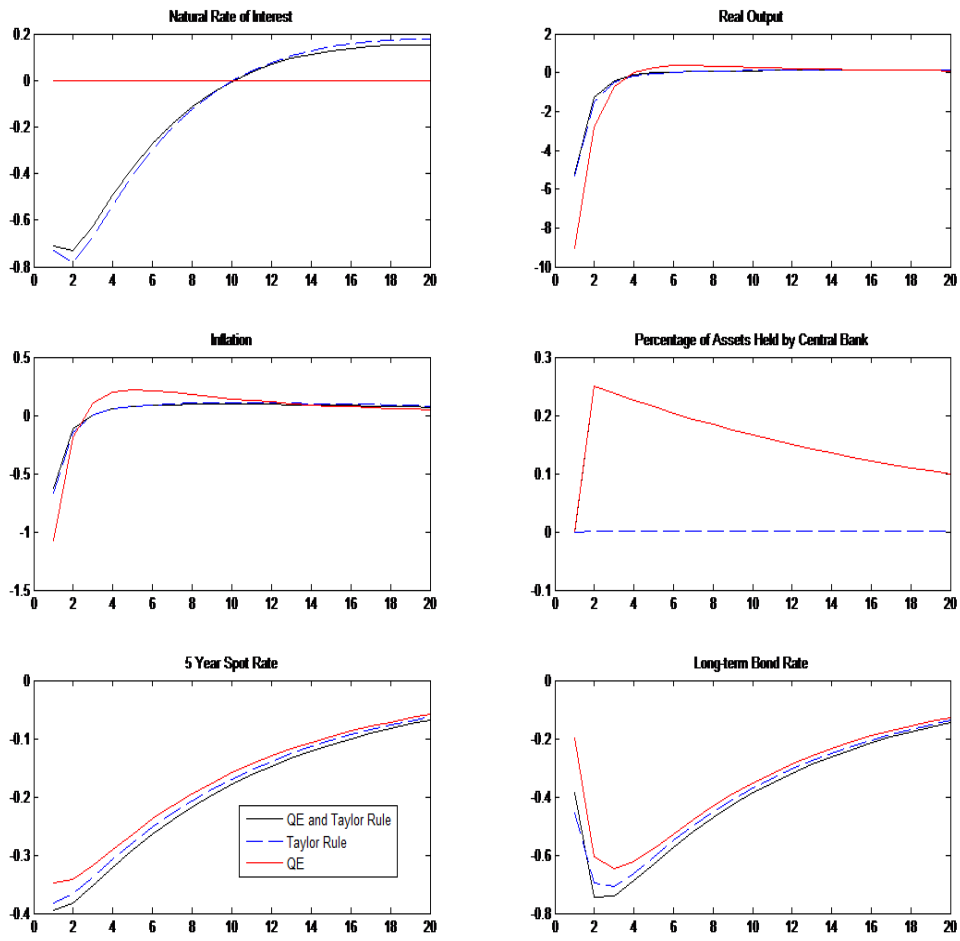 Natural Rate of Interest
0.2
0
-0.2
-0.4
-0.6
-0.8
0 2 4 6 8 10 12 14 16 18 20
Real Output
2
0
-2
-4
-6
-8
-10
0 2 4 6 8 10 12 14 16 18 20
Inflation
0.5
0
-0.5
-1
-1.5
0 2 4 6 8 10 12 14 16 18 20
Percentage of Assets Held by Central Bank
0.3
0.2
0.1
0
-0.1
0 2 4 6 8 10 12 14 16 18 20
5 Year Spot Rate
0
-0.1
-0.2
-0.3
-0.4
0 2 4 6 8 10 12 14 16 18 20
QE and Taylor Rule
Taylor Rule
QE
Long-term Bond Rate
0
-0.2
-0.4
-0.6
-0.8
0 2 4 6 8 10 12 14 16 18 20